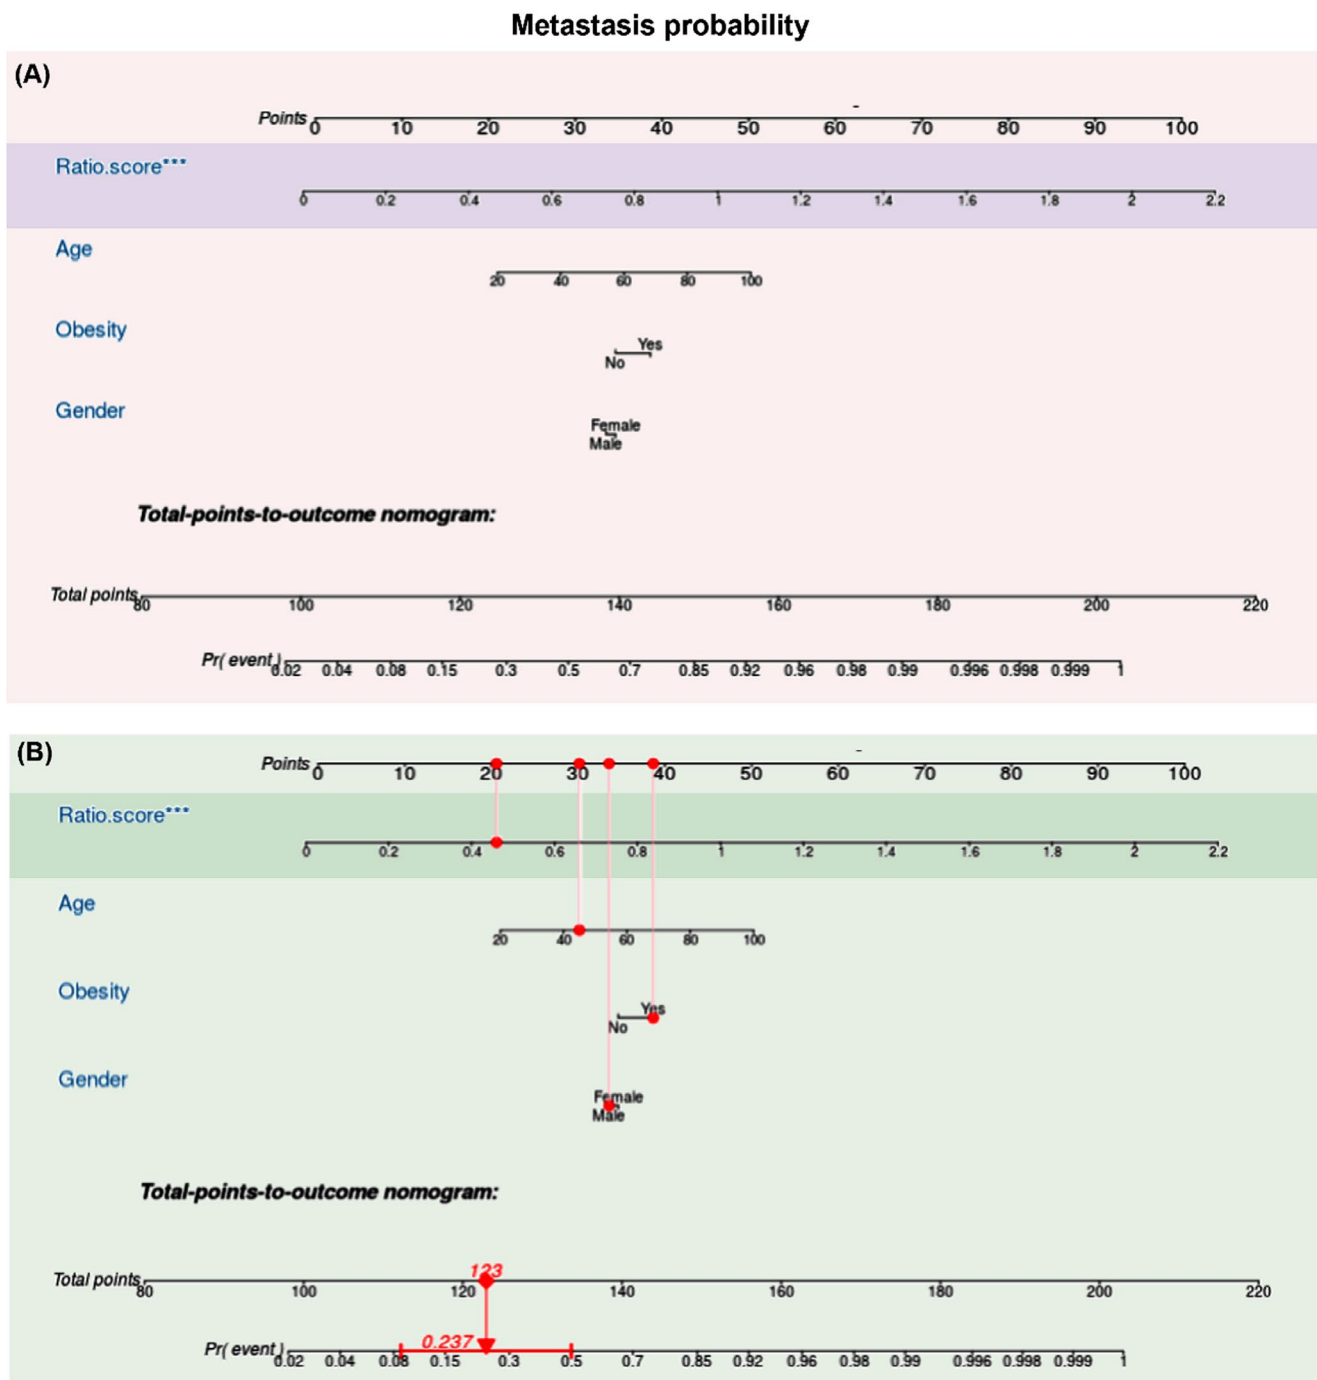 Metastasis probability
(A)
Points 0 10 20 30 40 50 60 70 80 90 100
Ratio.score***
0 0.2 0.4 0.6 0.8 1 1.2 1.4 1.6 1.8 2 2.2
Age
20 40 60 80 100
Obesity
Yes
No
Gender
Female
Male
Total-points-to-outcome nomogram:
Total points 80 100 120 140 160 180 200 220
Pr( event ) 0.02 0.04 0.08 0.15 0.3 0.5 0.7 0.85 0.92 0.96 0.98 0.99 0.996 0.998 0.999 1
(B)
Points 0 10 20 30 40 50 60 70 80 90 100
Ratio.score***
0 0.2 0.4 0.6 0.8 1 1.2 1.4 1.6 1.8 2 2.2
Age
20 40 60 80 100
Obesity
Yes
No
Gender
Female
Male
Total-points-to-outcome nomogram:
123
Total points 80 100 120 140 160 180 200 220
0.237
Pr( event ) 0.02 0.04 0.08 0.15 0.3 0.5 0.7 0.85 0.92 0.96 0.98 0.99 0.996 0.998 0.999 1